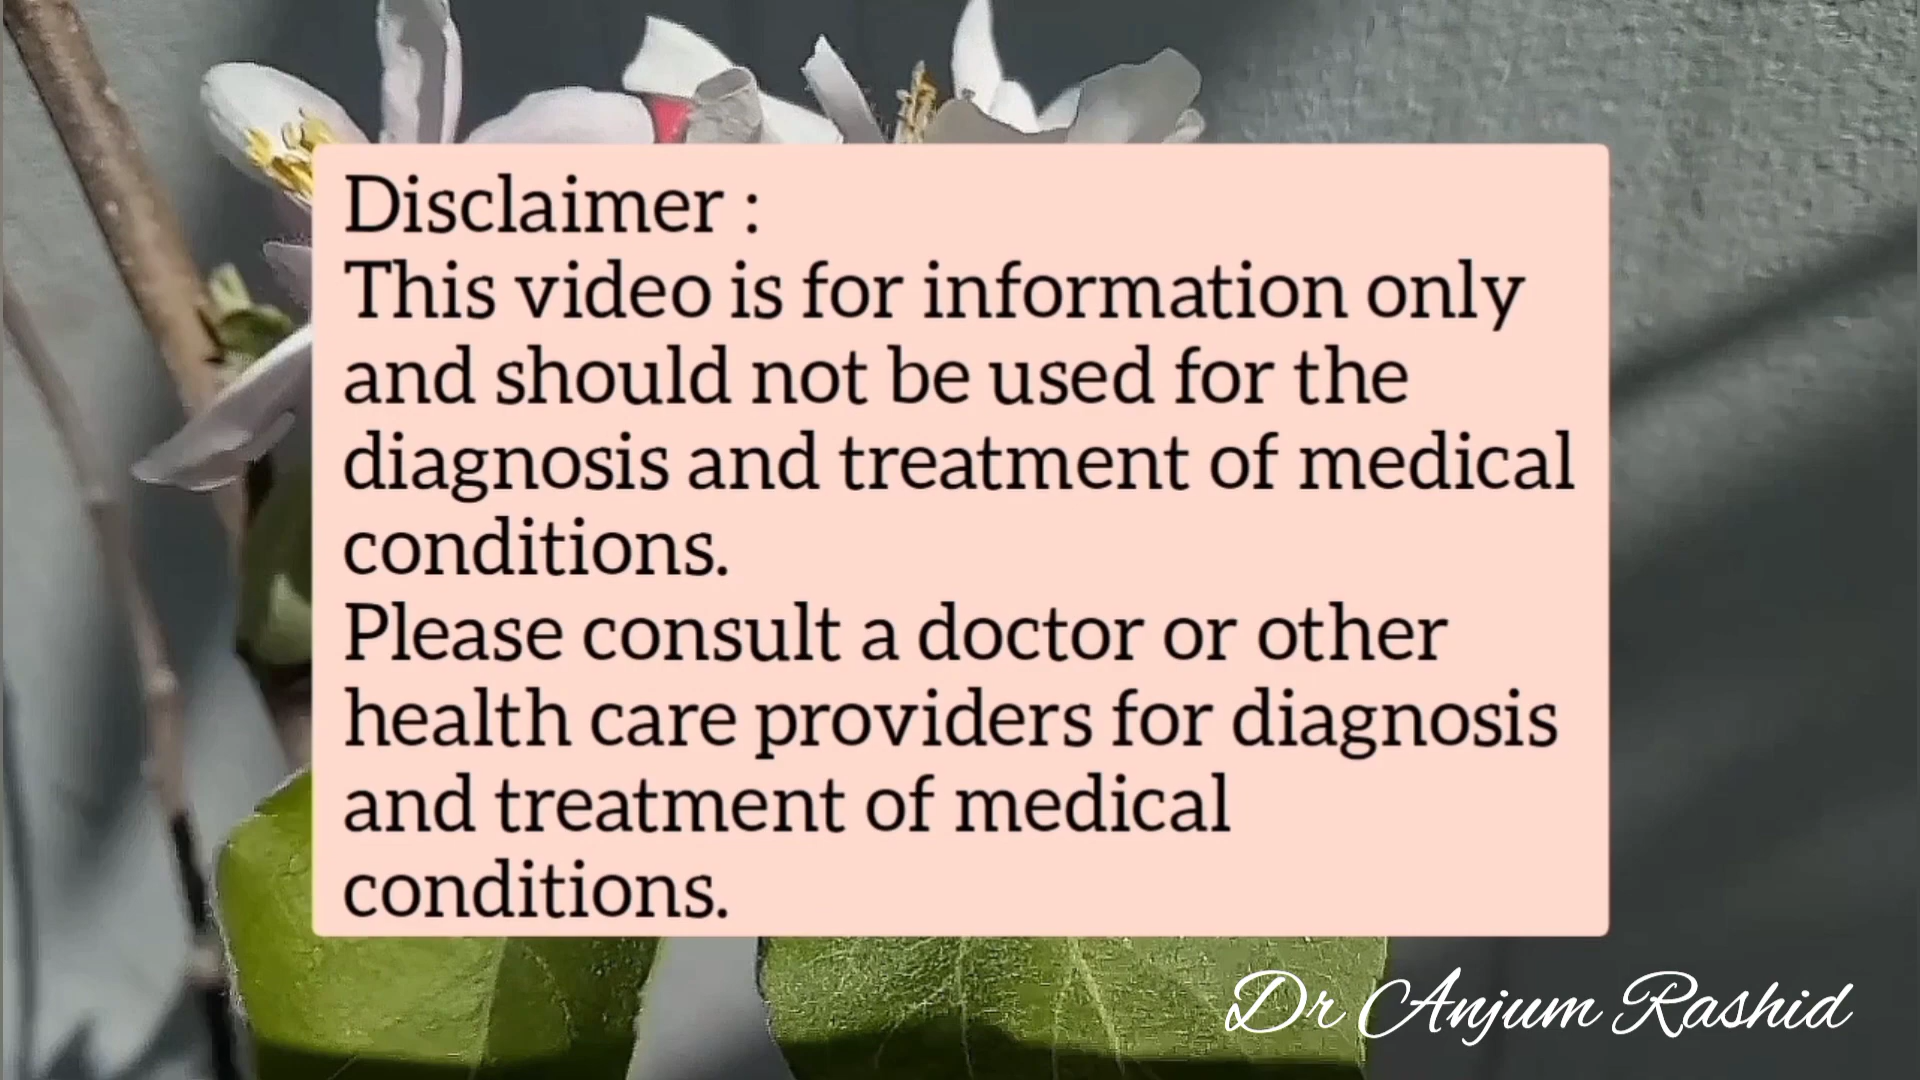 Disclaimer :
This video is for information only
and should not be used for the
diagnosis and treatment of medical
conditions.
Please consult a doctor or other
health care providers for diagnosis
and treatment of medical
conditions.
Dr Anjum Rashid